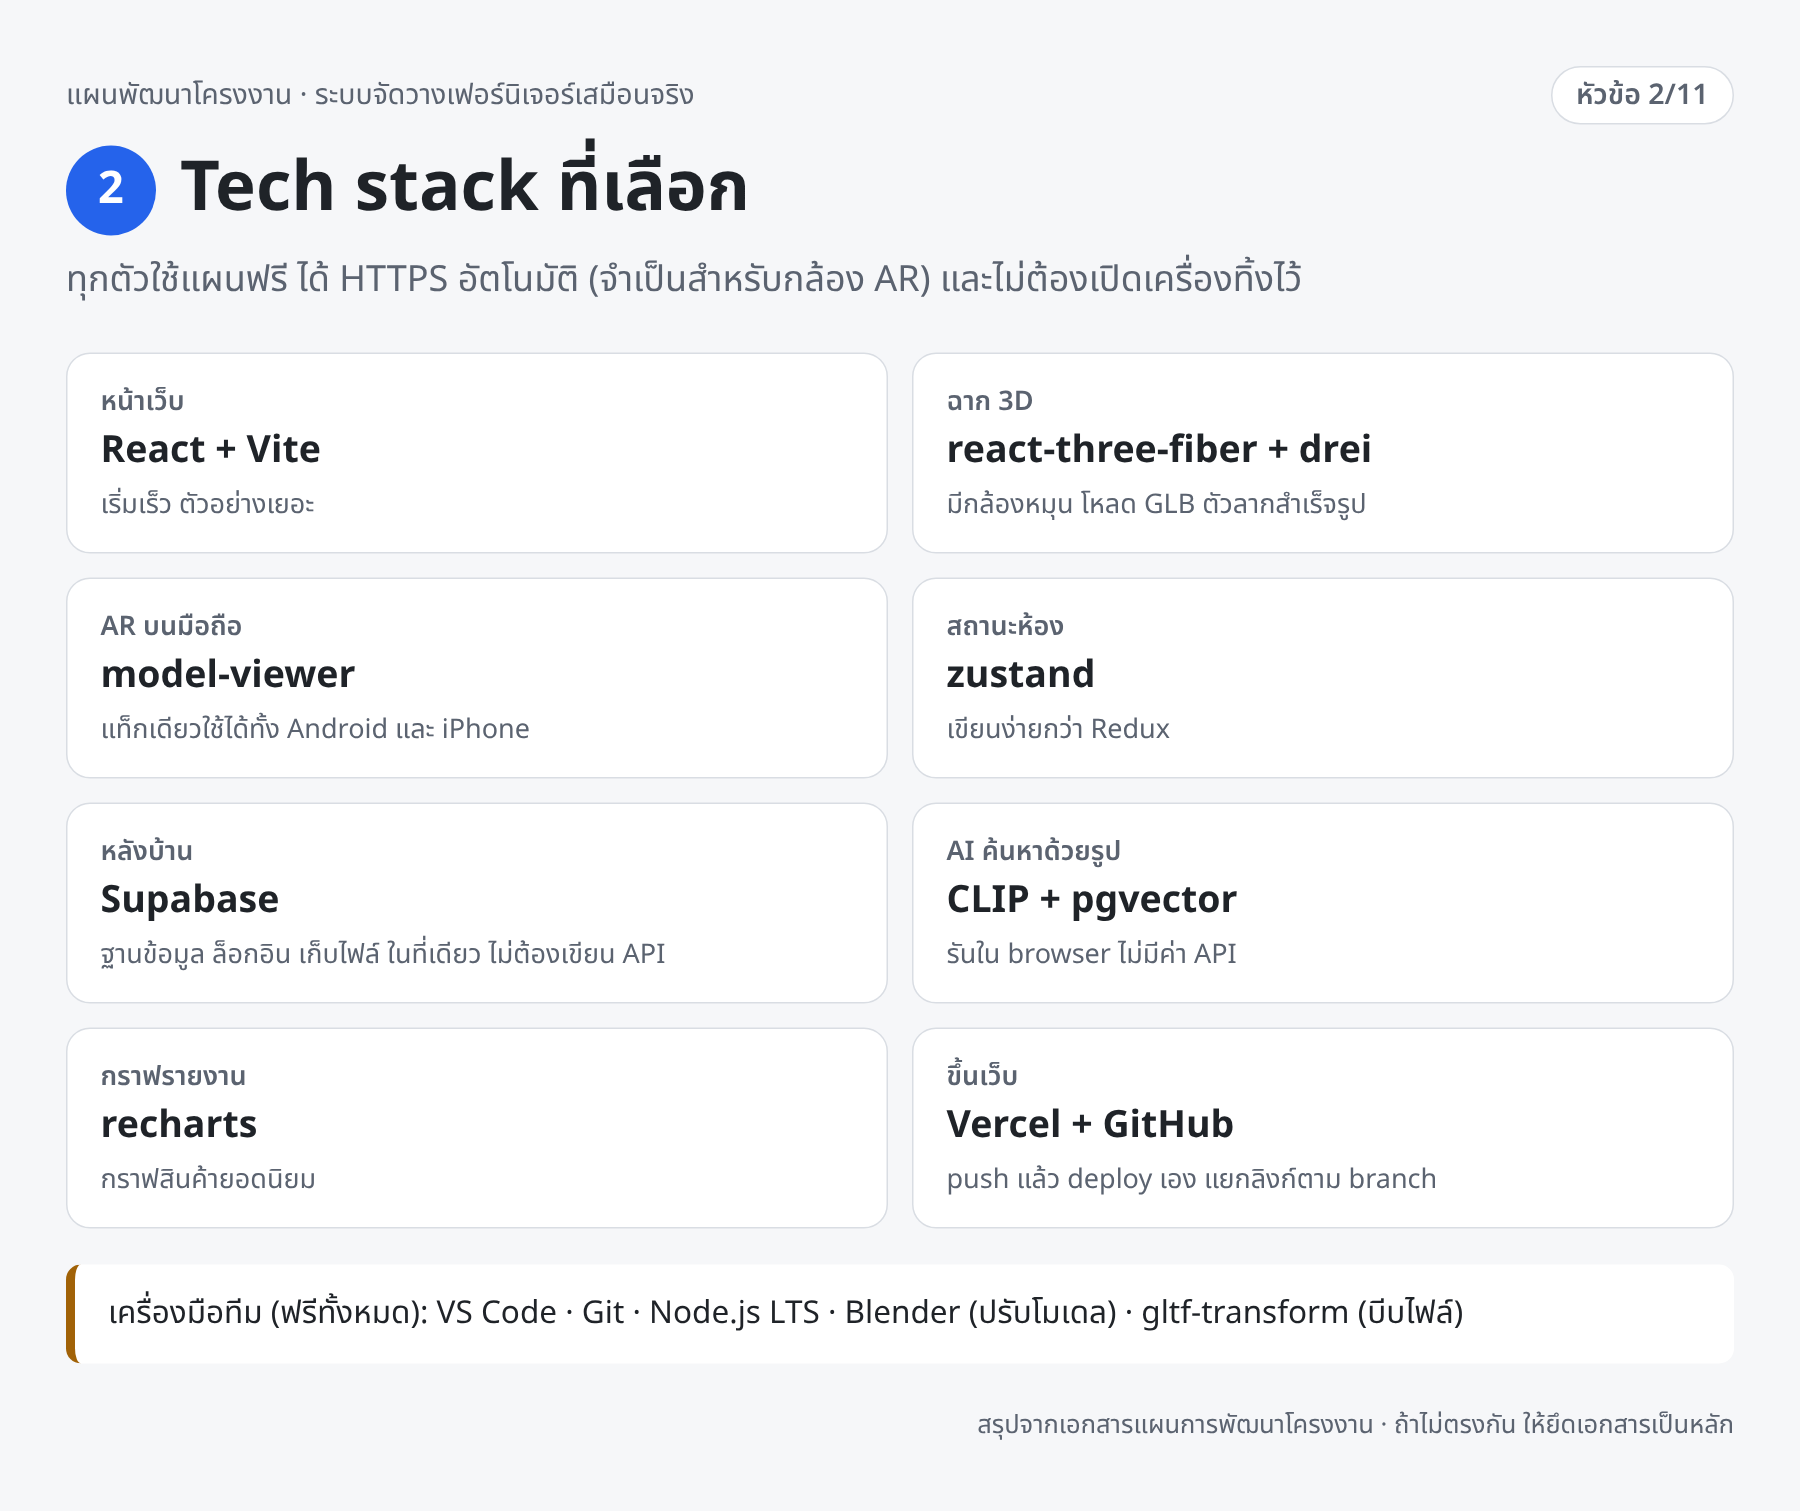 แผนพัฒนาโครงงาน · ระบบจัดวางเฟอร์นิเจอร์เสมือนจริง
หัวข้อ 2/11
2 Tech stack ที่เลือก
ทุกตัวใช้แผนฟรี ได้ HTTPS อัตโนมัติ (จำเป็นสำหรับกล้อง AR) และไม่ต้องเปิดเครื่องทิ้งไว้
หน้าเว็บ
React + Vite
เริ่มเร็ว ตัวอย่างเยอะ
ฉาก 3D
react-three-fiber + drei
มีกล้องหมุน โหลด GLB ตัวลากสำเร็จรูป
AR บนมือถือ
model-viewer
แท็กเดียวใช้ได้ทั้ง Android และ iPhone
สถานะห้อง
zustand
เขียนง่ายกว่า Redux
หลังบ้าน
Supabase
ฐานข้อมูล ล็อกอิน เก็บไฟล์ ในที่เดียว ไม่ต้องเขียน API
AI ค้นหาด้วยรูป
CLIP + pgvector
รันใน browser ไม่มีค่า API
กราฟรายงาน
recharts
กราฟสินค้ายอดนิยม
ขึ้นเว็บ
Vercel + GitHub
push แล้ว deploy เอง แยกลิงก์ตาม branch
เครื่องมือทีม (ฟรีทั้งหมด): VS Code · Git · Node.js LTS · Blender (ปรับโมเดล) · gltf-transform (บีบไฟล์)
สรุปจากเอกสารแผนการพัฒนาโครงงาน · ถ้าไม่ตรงกัน ให้ยึดเอกสารเป็นหลัก